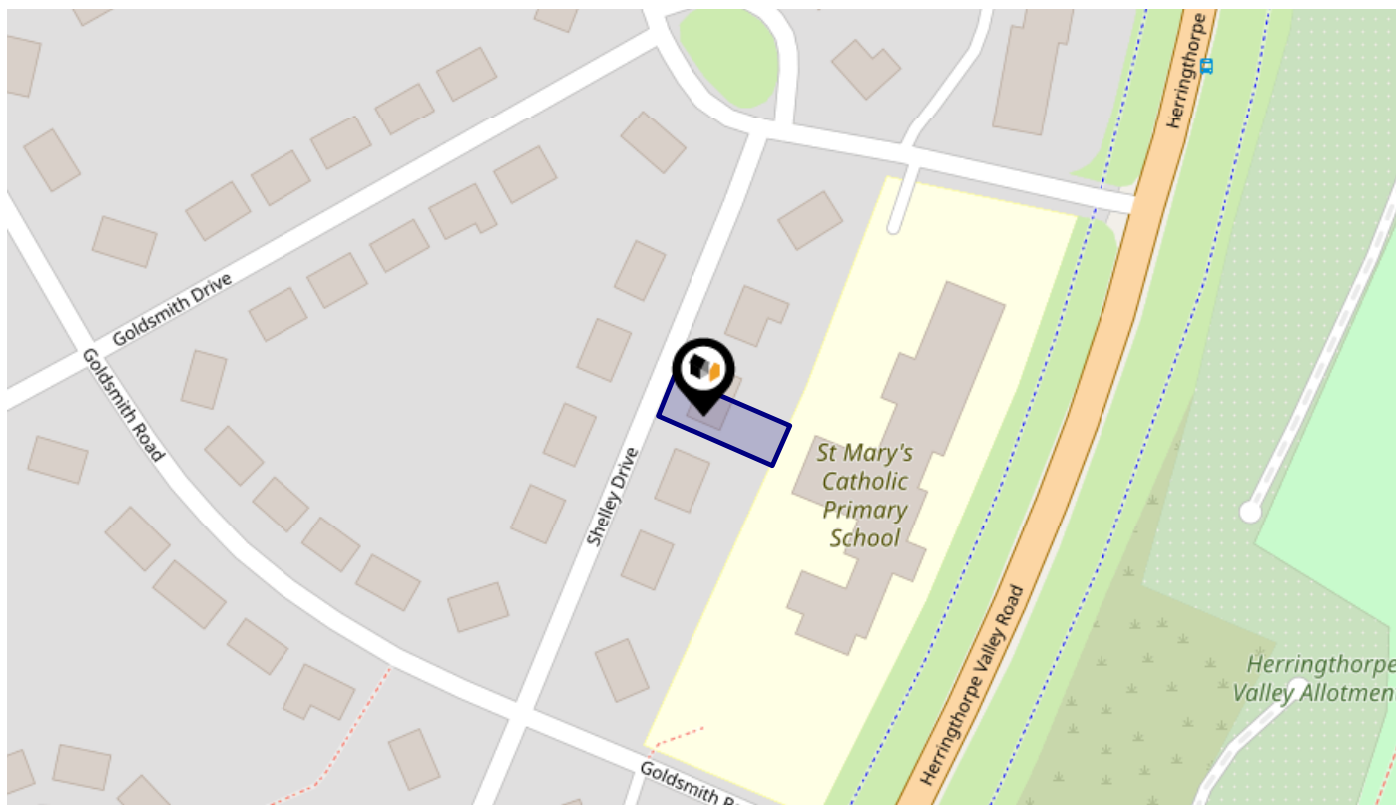 Herringthorpe
Goldsmith Drive
Goldsmith Road
Shelley Drive
St Mary's
Catholic
Primary
School
Herringthorpe Valley Road
Herringthorpe
Valley Allotmen
Goldsmith R